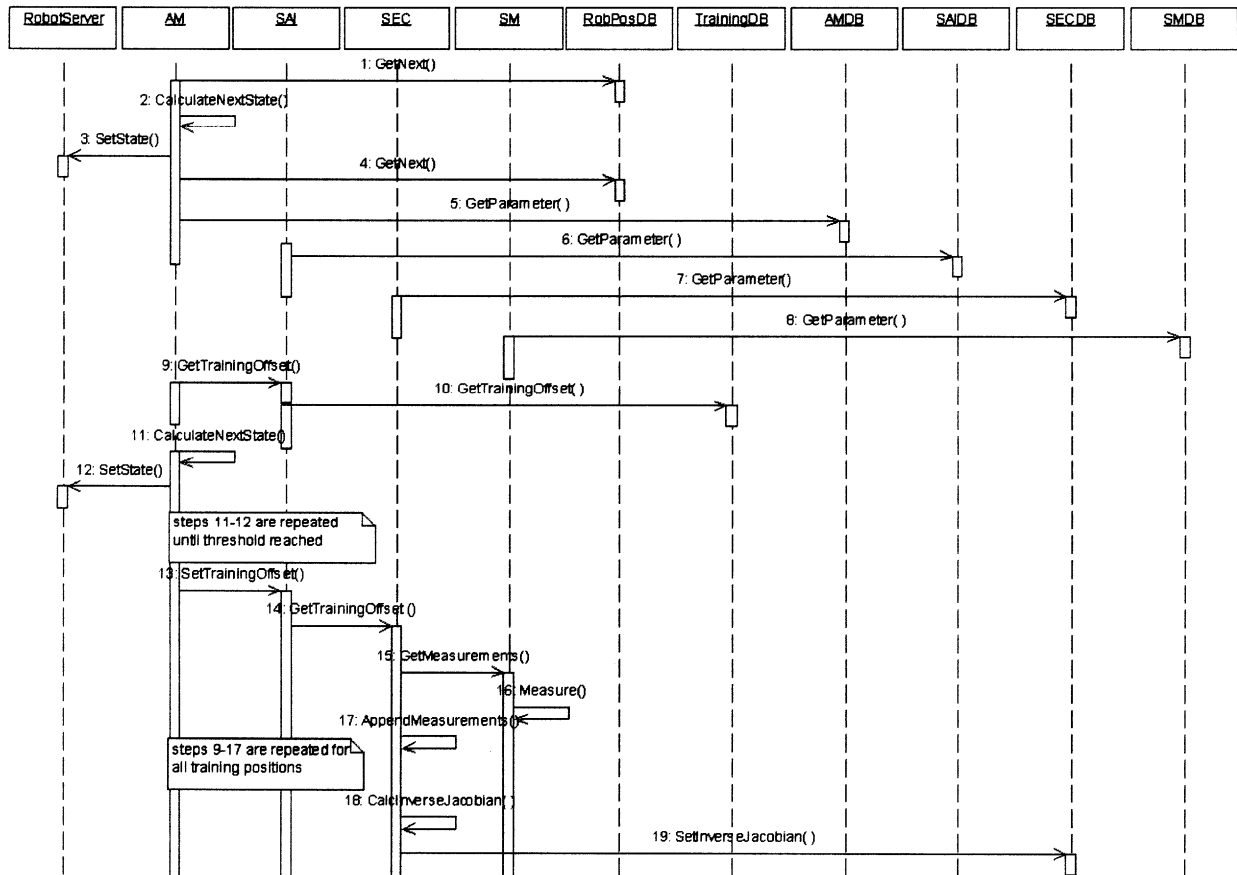 RobotServer AM SAI SEC SM RobPosDB TrainingDB AMDB SAIDB SECDB SMDB
1: GetNext()
2: CalculateNextState()
3: SetState()
4: GetNext()
5: GetParameter( )
6: GetParameter( )
7: GetParameter()
8: GetParameter( )
9: GetTrainingOffset()
10: GetTrainingOffset( )
11: CalculateNextState()
12: SetState()
steps 11-12 are repeated
until threshold reached
13: SetTrainingOffset()
14: GetTrainingOffset ()
15: GetMeasurements()
16: Measure()
17: AppendMeasurements()
steps 9-17 are repeated for
all training positions
18: CalcInverseJacobian( )
19: SetInverseJacobian( )